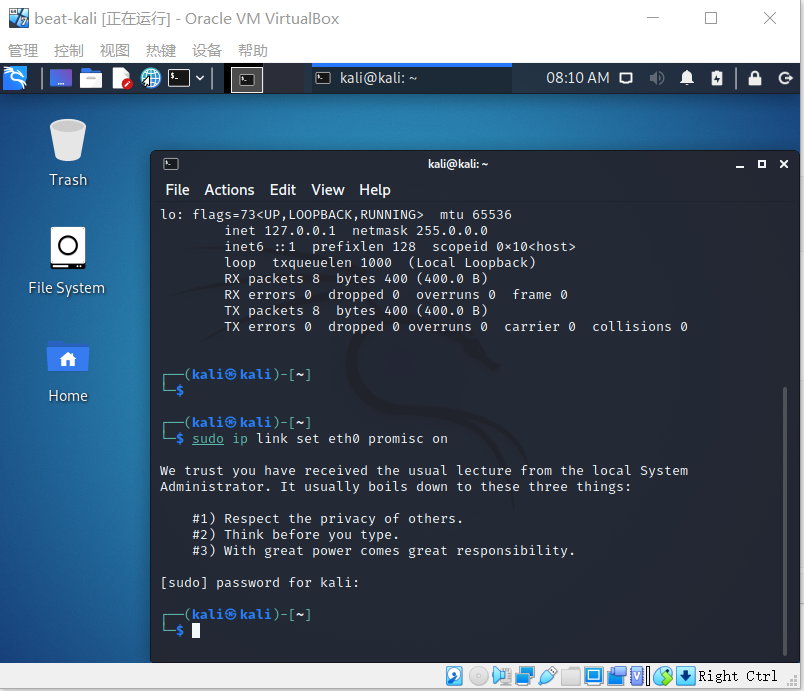 beat-kali [正在运行] - Oracle VM VirtualBox
管理 控制 视图 热键 设备 帮助
kali@kali: ~ 08:10 AM
Trash
File System
Home
kali@kali: ~
File Actions Edit View Help
lo: flags=73<UP,LOOPBACK,RUNNING>  mtu 65536
        inet 127.0.0.1  netmask 255.0.0.0
        inet6 ::1  prefixlen 128  scopeid 0×10<host>
        loop  txqueuelen 1000  (Local Loopback)
        RX packets 8  bytes 400 (400.0 B)
        RX errors 0  dropped 0  overruns 0  frame 0
        TX packets 8  bytes 400 (400.0 B)
        TX errors 0  dropped 0 overruns 0  carrier 0  collisions 0
┌──(kali㉿kali)-[~]
└─$
┌──(kali㉿kali)-[~]
└─$ sudo ip link set eth0 promisc on
We trust you have received the usual lecture from the local System
Administrator. It usually boils down to these three things:
    #1) Respect the privacy of others.
    #2) Think before you type.
    #3) With great power comes great responsibility.
[sudo] password for kali:
┌──(kali㉿kali)-[~]
└─$
Right Ctrl